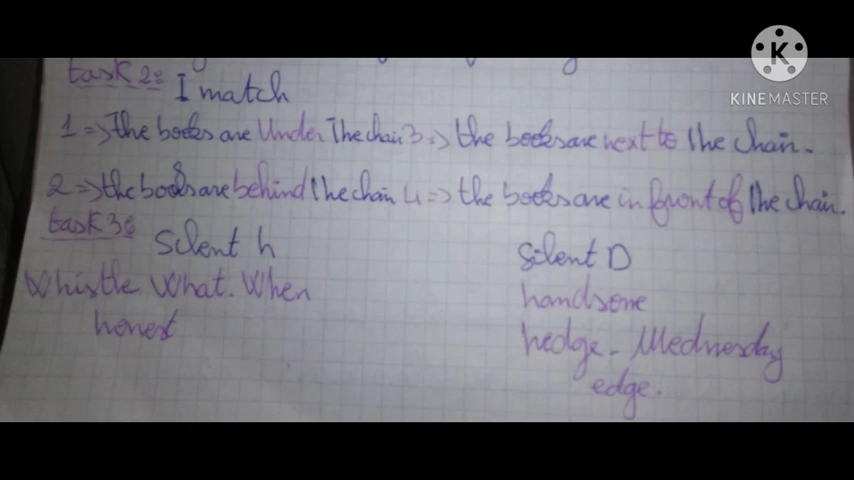 KINEMASTER
task 2: I match
1 => The books are Under The chair 3 => the books are next to the chair.
2 => the books are behind the chair 4 => the books are in front of the chair.
task 3:
Silent h
Silent D
Whistle What. When
handsome
honest
hedge - Wednesday
edge.